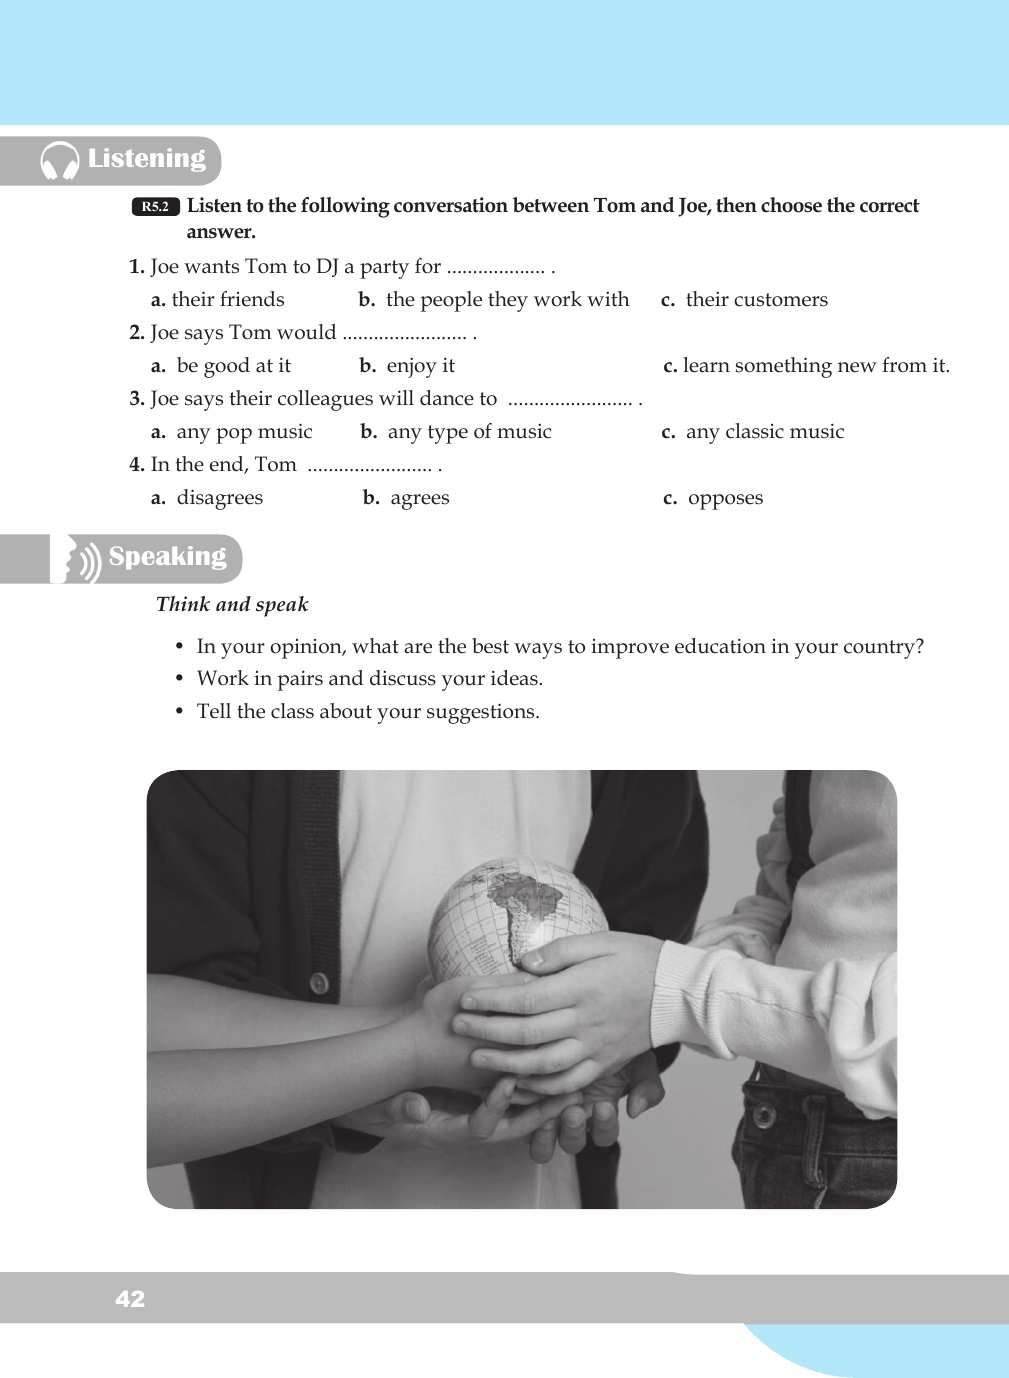 Listening
R5.2 Listen to the following conversation between Tom and Joe, then choose the correct
answer.
1. Joe wants Tom to DJ a party for ................... .
a. their friends b. the people they work with c. their customers
2. Joe says Tom would ........................ .
a. be good at it b. enjoy it c. learn something new from it.
3. Joe says their colleagues will dance to ........................ .
a. any pop music b. any type of music c. any classic music
4. In the end, Tom ........................ .
a. disagrees b. agrees c. opposes
Speaking
Think and speak
• In your opinion, what are the best ways to improve education in your country?
• Work in pairs and discuss your ideas.
• Tell the class about your suggestions.
42